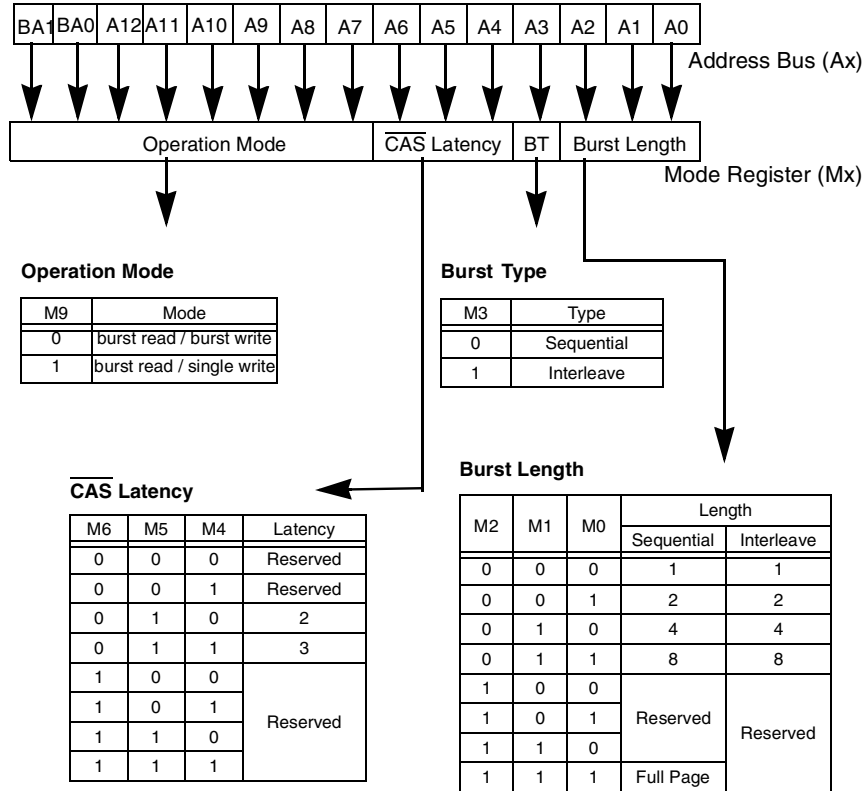 BA1 BA0 A12 A11 A10 A9 A8 A7 A6 A5 A4 A3 A2 A1 A0
Address Bus (Ax)
Operation Mode CAS Latency BT Burst Length
Mode Register (Mx)
Operation Mode
M9 Mode
0 burst read / burst write
1 burst read / single write
Burst Type
M3 Type
0 Sequential
1 Interleave
CAS Latency
M6 M5 M4 Latency
0 0 0 Reserved
0 0 1 Reserved
0 1 0 2
0 1 1 3
1 0 0
1 0 1
Reserved
1 1 0
1 1 1
Burst Length
M2 M1 M0 Length
Sequential Interleave
0 0 0 1 1
0 0 1 2 2
0 1 0 4 4
0 1 1 8 8
1 0 0
1 0 1 Reserved
Reserved
1 1 0
1 1 1 Full Page